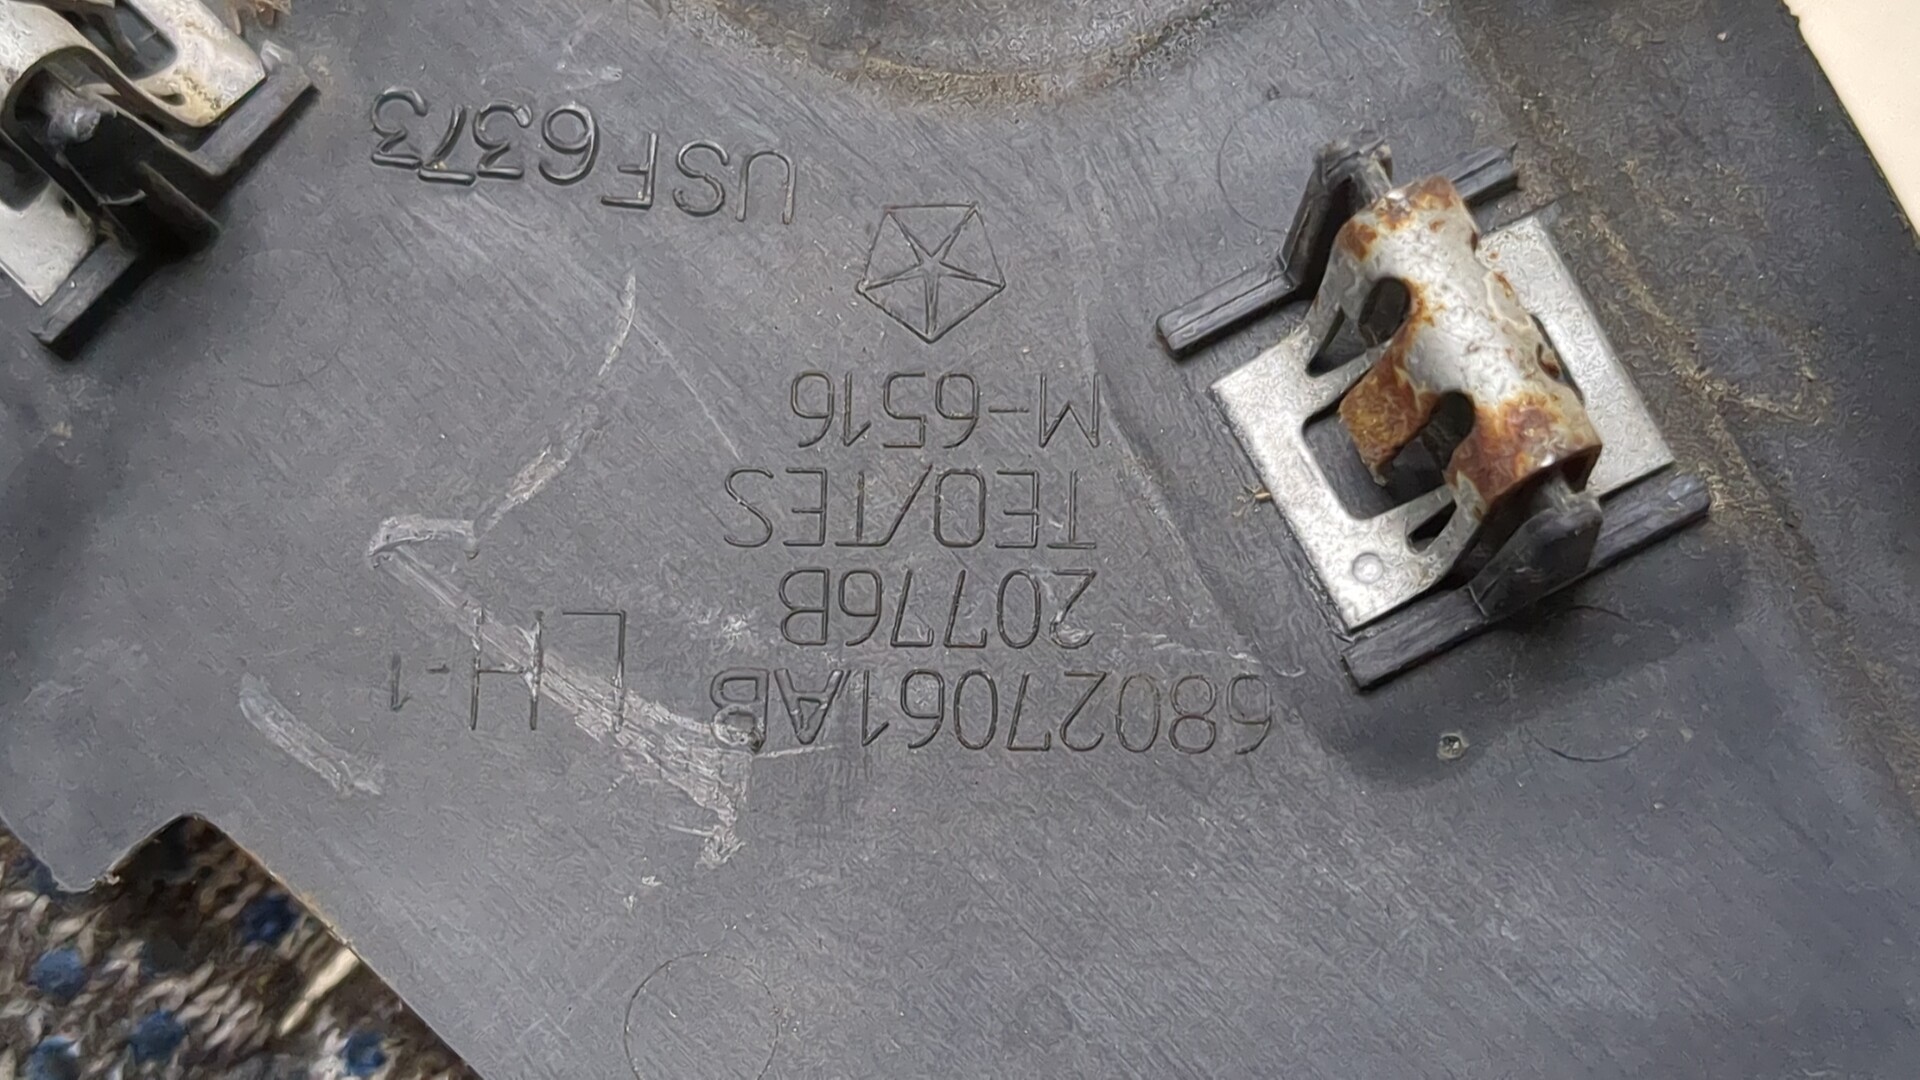 68027061AB
LH-1
20776B
TEO/TES
M-6516
USF6373